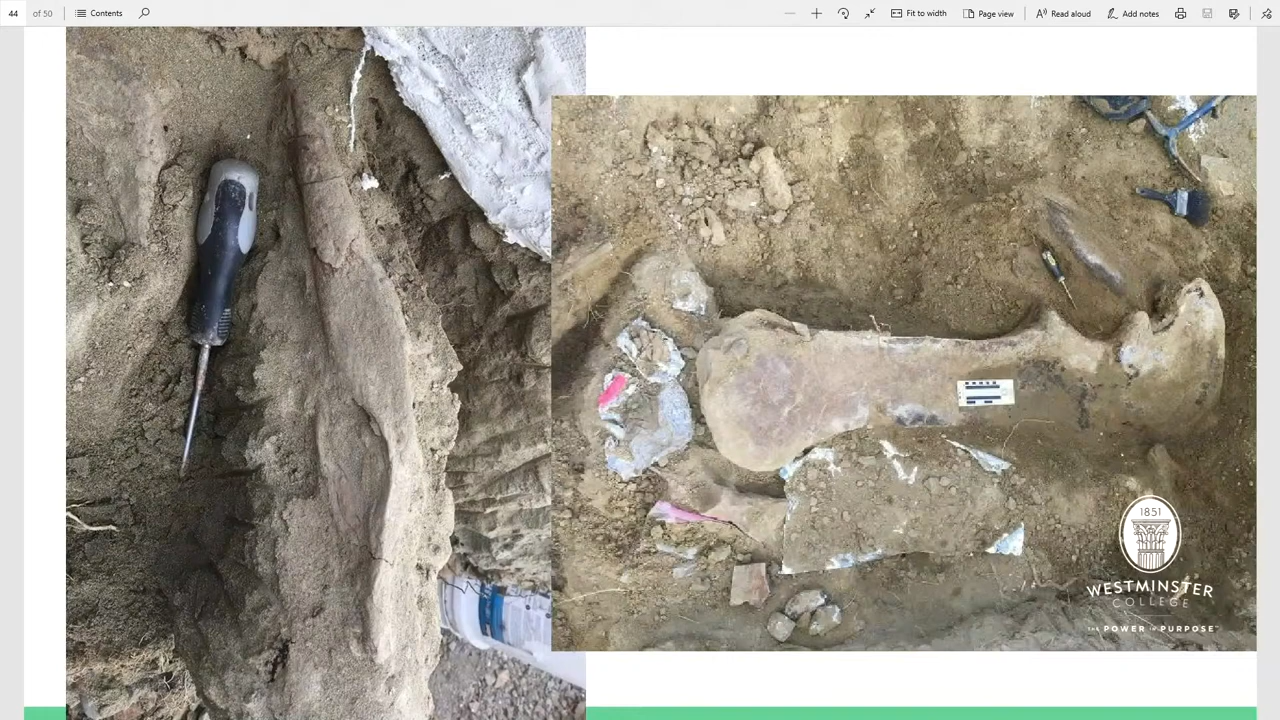 44 of 50 Contents Fit to width Page view Read aloud Add notes
1851
WESTMINSTER
COLLEGE
THE POWER OF PURPOSE™